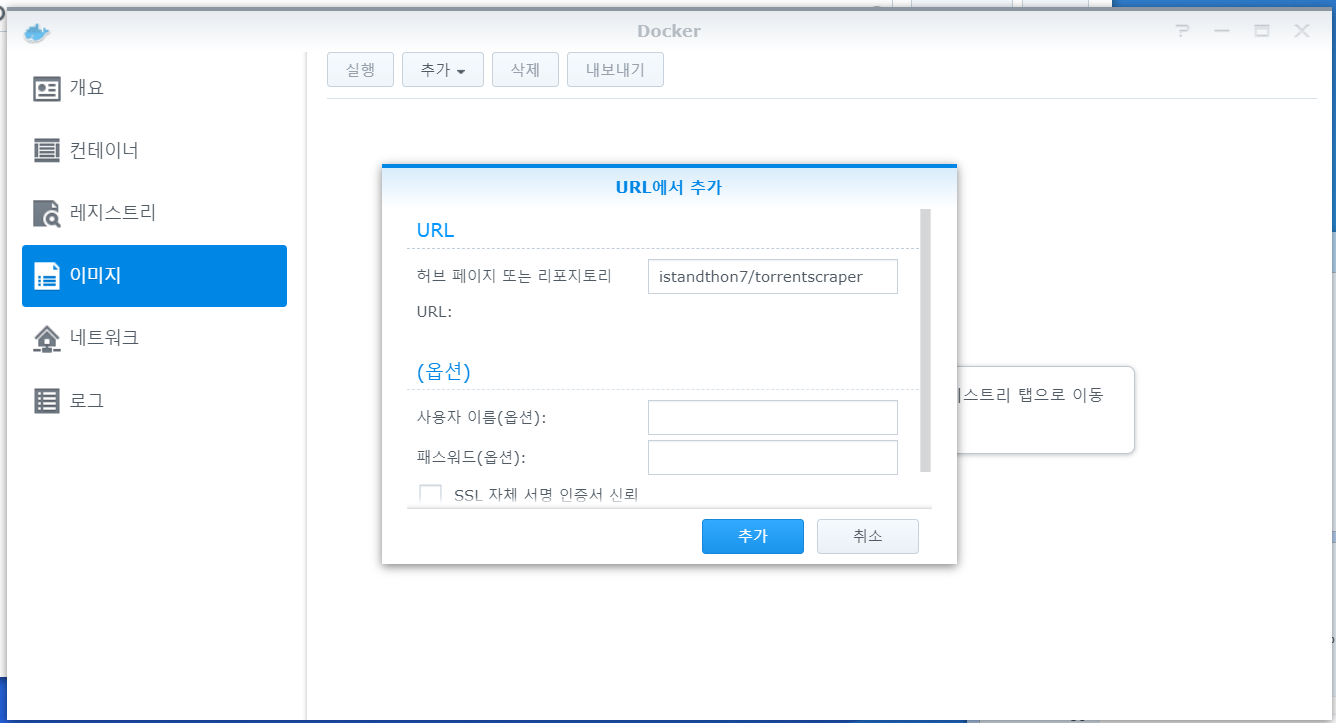 Docker
개요
컨테이너
레지스트리
이미지
네트워크
로그
실행
추가
삭제
내보내기
URL에서 추가
URL
허브 페이지 또는 리포지토리
URL:
istandthon7/torrentscraper
(옵션)
사용자 이름(옵션):
패스워드(옵션):
SSL 자체 서명 인증서 신뢰
추가
취소
탭으로 이동